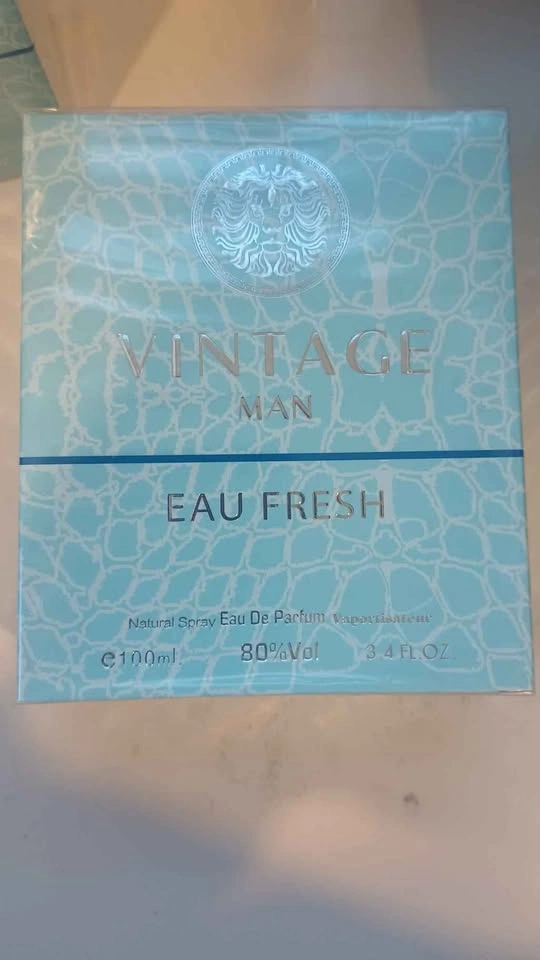 VINTAGE
MAN
EAU FRESH
Natural Spray Eau De Parfum Vaporisateur
℮100ml. 80%Vol 3.4 FL.OZ.